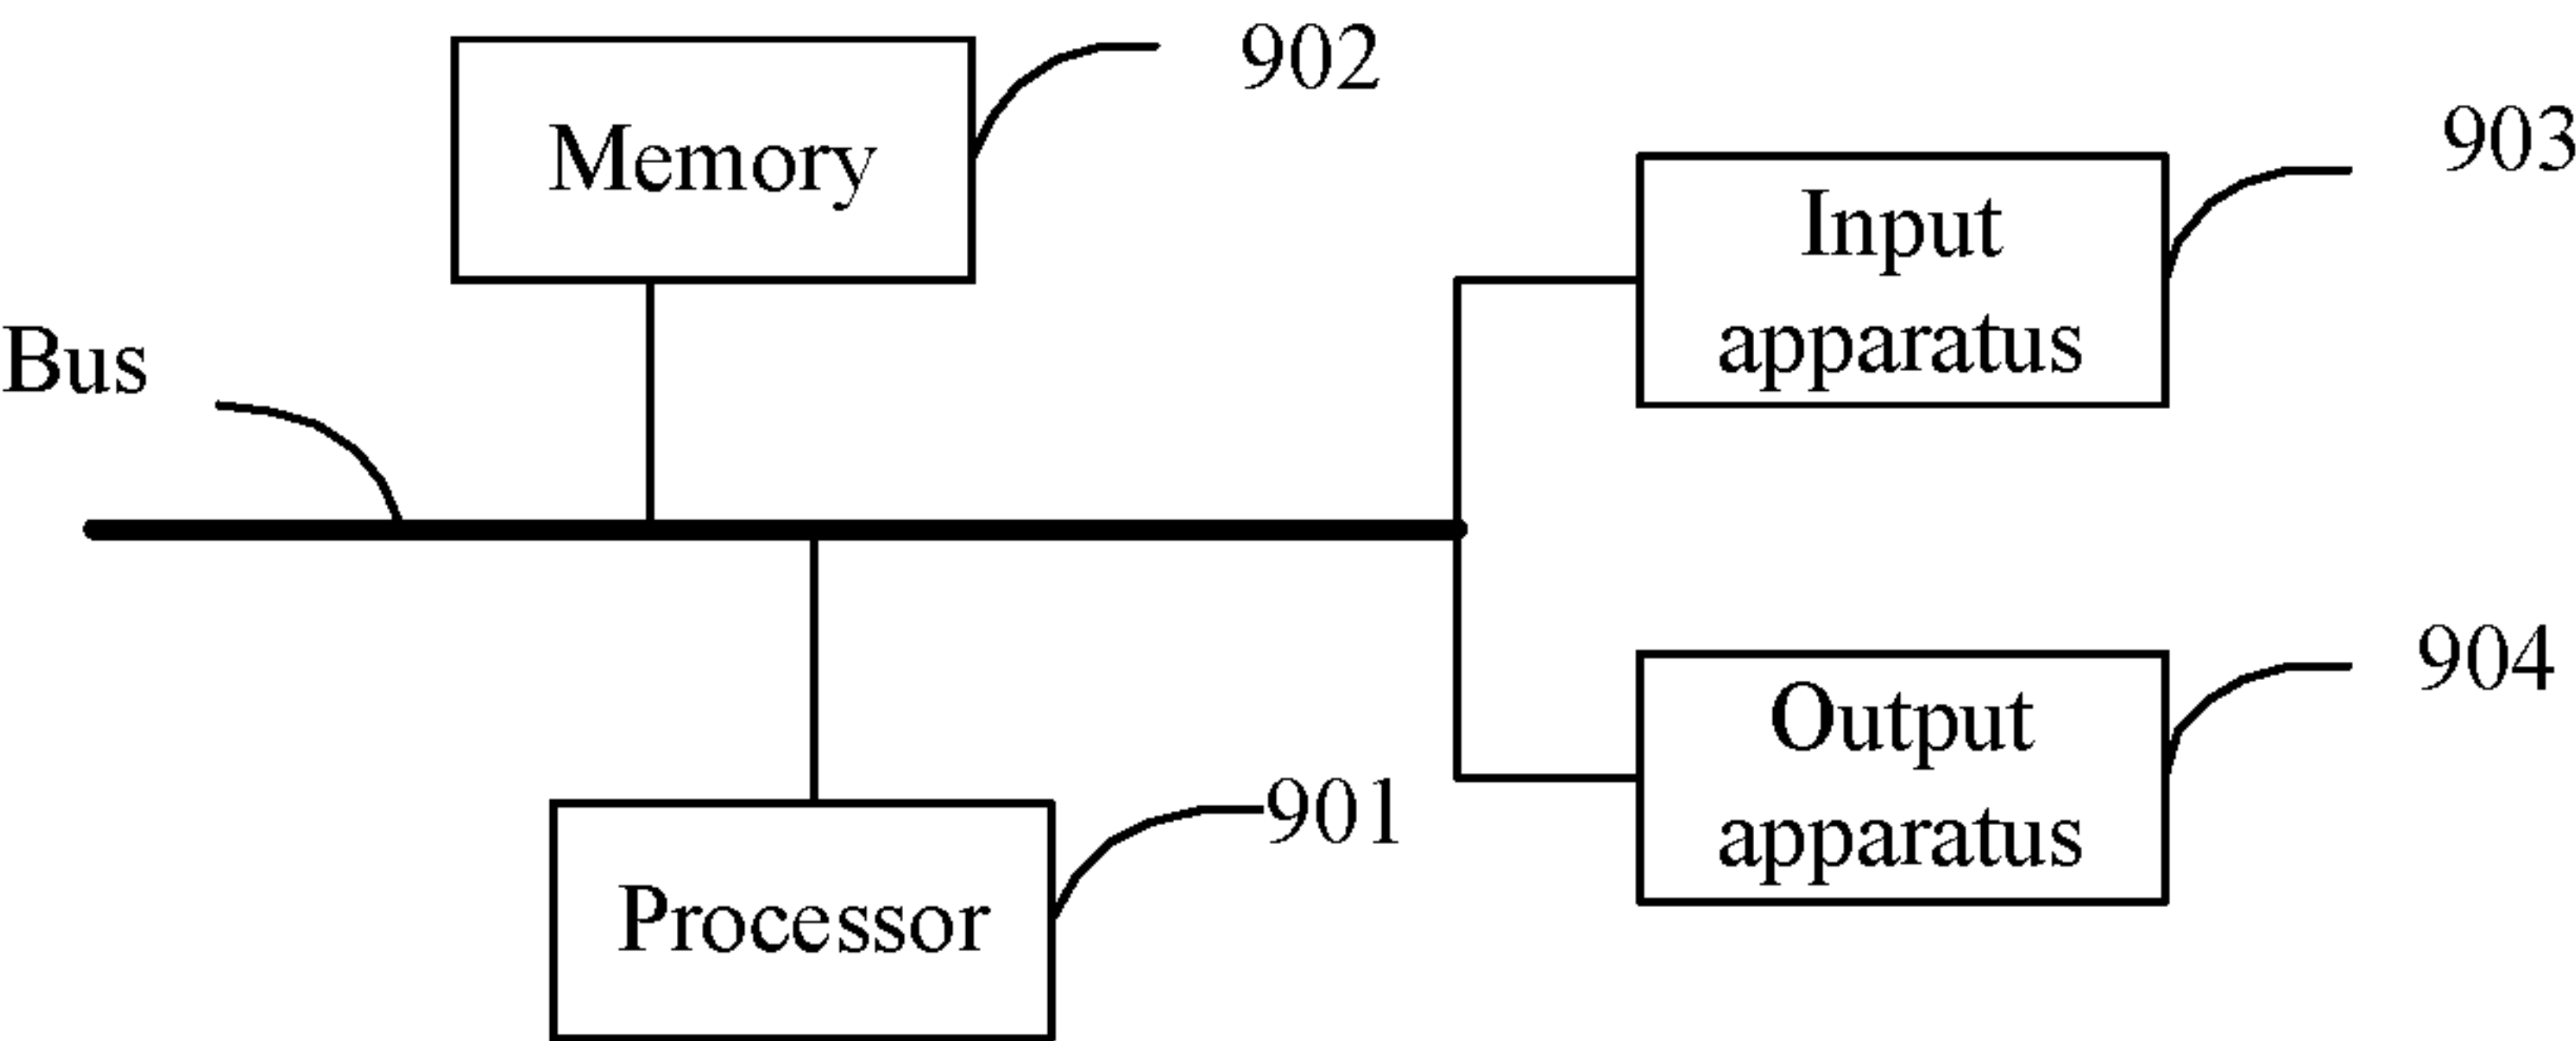 902
Memory
903
Input
apparatus
Bus
904
Output
apparatus
901
Processor